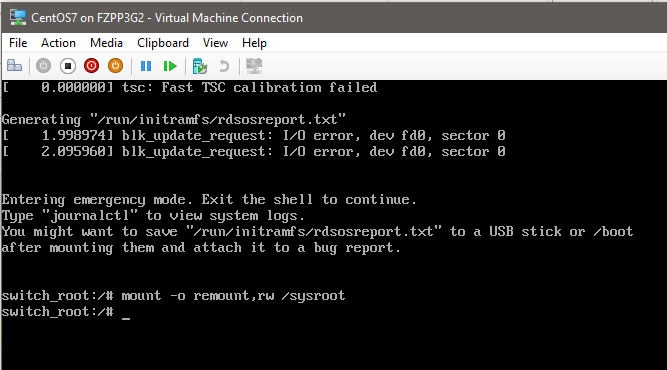 CentOS7 on FZPP3G2 - Virtual Machine Connection
File Action Media Clipboard View Help
[    0.000000] tsc: Fast TSC calibration failed
Generating "/run/initramfs/rdsosreport.txt"
[    1.998974] blk_update_request: I/O error, dev fd0, sector 0
[    2.095960] blk_update_request: I/O error, dev fd0, sector 0
Entering emergency mode. Exit the shell to continue.
Type "journalctl" to view system logs.
You might want to save "/run/initramfs/rdsosreport.txt" to a USB stick or /boot
after mounting them and attach it to a bug report.
switch_root:/# mount -o remount,rw /sysroot
switch_root:/# _